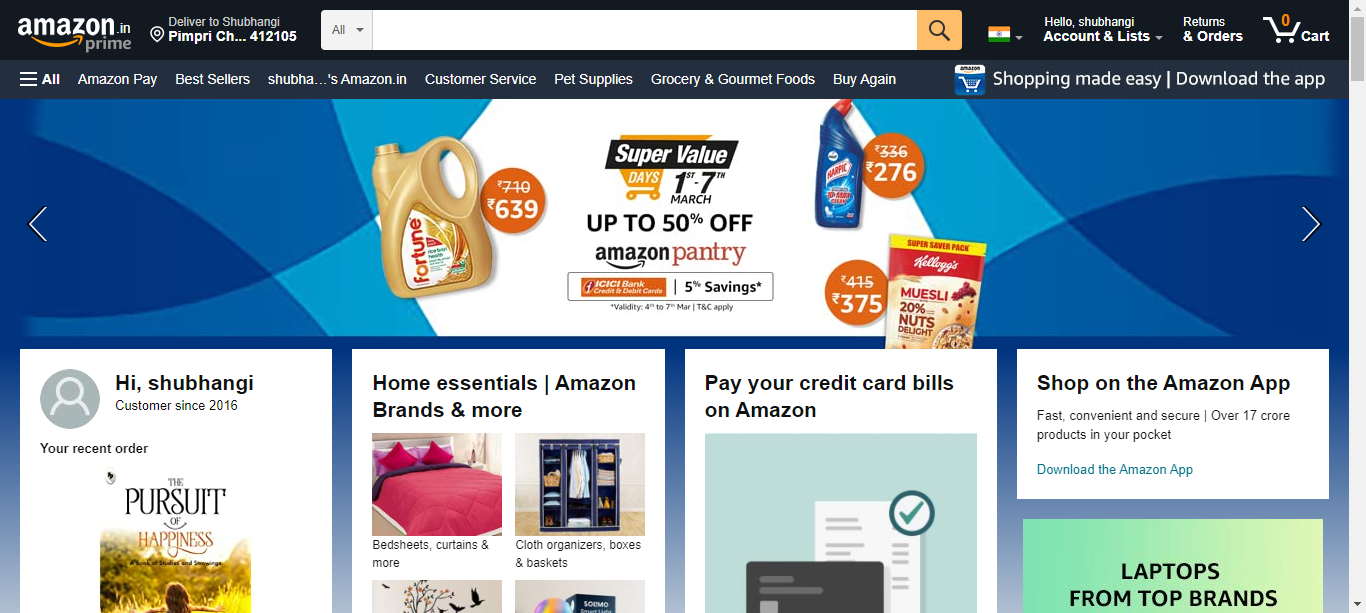 amazon.in
prime
Deliver to Shubhangi
Pimpri Ch... 412105
All
Hello, shubhangi
Account & Lists
Returns
& Orders
0
Cart
All
Amazon Pay
Best Sellers
shubha...'s Amazon.in
Customer Service
Pet Supplies
Grocery & Gourmet Foods
Buy Again
amazon
Shopping made easy | Download the app
fortune
rice bran
health
₹710
₹639
Super Value
DAYS
1ST-7TH
MARCH
UP TO 50% OFF
amazon pantry
ICICI Bank
Credit & Debit Cards
5% Savings*
*Validity: 4th to 7th Mar | T&C apply
HARPIC
₹336
₹276
₹415
₹375
SUPER SAVER PACK
Kellogg's
MUESLI
20%
NUTS
DELIGHT
Hi, shubhangi
Customer since 2016
Your recent order
THE
PURSUIT
OF
HAPPINESS
A Book of Studies and Strowings
Home essentials | Amazon
Brands & more
Bedsheets, curtains &
more
Cloth organizers, boxes
& baskets
SOLIMO
Smart Light
Pay your credit card bills
on Amazon
Shop on the Amazon App
Fast, convenient and secure | Over 17 crore
products in your pocket
Download the Amazon App
LAPTOPS
FROM TOP BRANDS